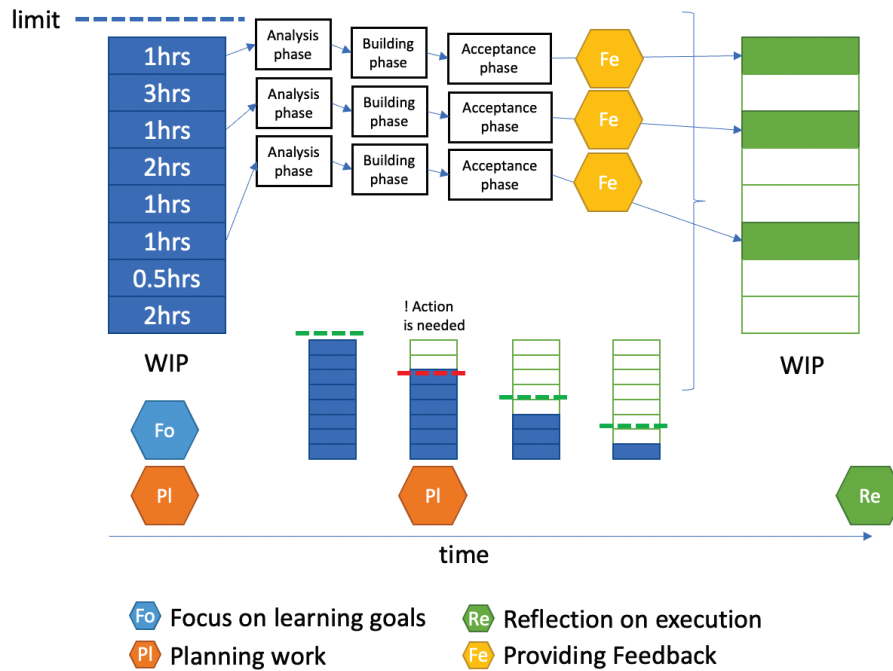 limit
1hrs
3hrs
1hrs
2hrs
1hrs
1hrs
0.5hrs
2hrs
WIP
Analysis
phase
Building
phase
Acceptance
phase
Fe
Analysis
phase
Building
phase
Acceptance
phase
Fe
Analysis
phase
Building
phase
Acceptance
phase
Fe
WIP
! Action
is needed
Fo
Pl
Pl
Re
time
Fo Focus on learning goals
Re Reflection on execution
Pl Planning work
Fe Providing Feedback